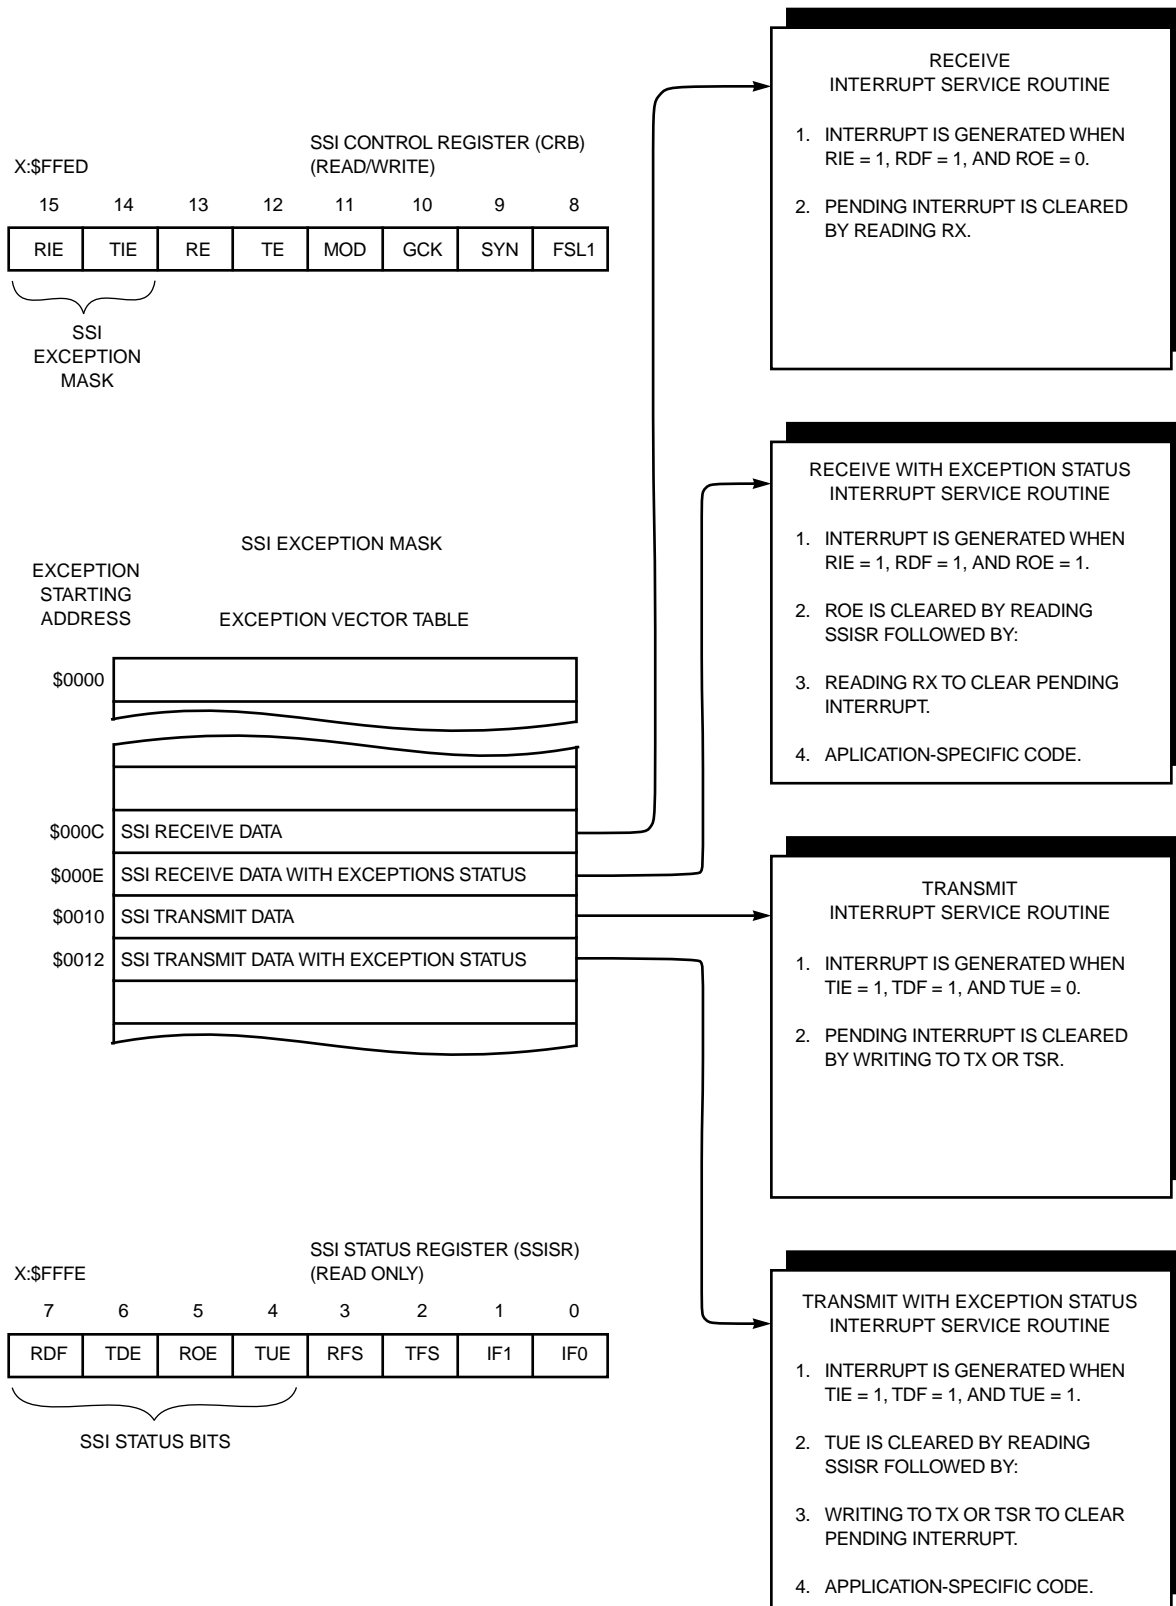 X:$FFED
SSI CONTROL REGISTER (CRB)
(READ/WRITE)
15 14 13 12 11 10 9 8
RIE TIE RE TE MOD GCK SYN FSL1
SSI
EXCEPTION
MASK
SSI EXCEPTION MASK
EXCEPTION
STARTING
ADDRESS
EXCEPTION VECTOR TABLE
$0000
$000C SSI RECEIVE DATA
$000E SSI RECEIVE DATA WITH EXCEPTIONS STATUS
$0010 SSI TRANSMIT DATA
$0012 SSI TRANSMIT DATA WITH EXCEPTION STATUS
X:$FFFE
SSI STATUS REGISTER (SSISR)
(READ ONLY)
7 6 5 4 3 2 1 0
RDF TDE ROE TUE RFS TFS IF1 IF0
SSI STATUS BITS
RECEIVE
INTERRUPT SERVICE ROUTINE
1. INTERRUPT IS GENERATED WHEN
RIE = 1, RDF = 1, AND ROE = 0.
2. PENDING INTERRUPT IS CLEARED
BY READING RX.
RECEIVE WITH EXCEPTION STATUS
INTERRUPT SERVICE ROUTINE
1. INTERRUPT IS GENERATED WHEN
RIE = 1, RDF = 1, AND ROE = 1.
2. ROE IS CLEARED BY READING
SSISR FOLLOWED BY:
3. READING RX TO CLEAR PENDING
INTERRUPT.
4. APLICATION-SPECIFIC CODE.
TRANSMIT
INTERRUPT SERVICE ROUTINE
1. INTERRUPT IS GENERATED WHEN
TIE = 1, TDF = 1, AND TUE = 0.
2. PENDING INTERRUPT IS CLEARED
BY WRITING TO TX OR TSR.
TRANSMIT WITH EXCEPTION STATUS
INTERRUPT SERVICE ROUTINE
1. INTERRUPT IS GENERATED WHEN
TIE = 1, TDF = 1, AND TUE = 1.
2. TUE IS CLEARED BY READING
SSISR FOLLOWED BY:
3. WRITING TO TX OR TSR TO CLEAR
PENDING INTERRUPT.
4. APPLICATION-SPECIFIC CODE.